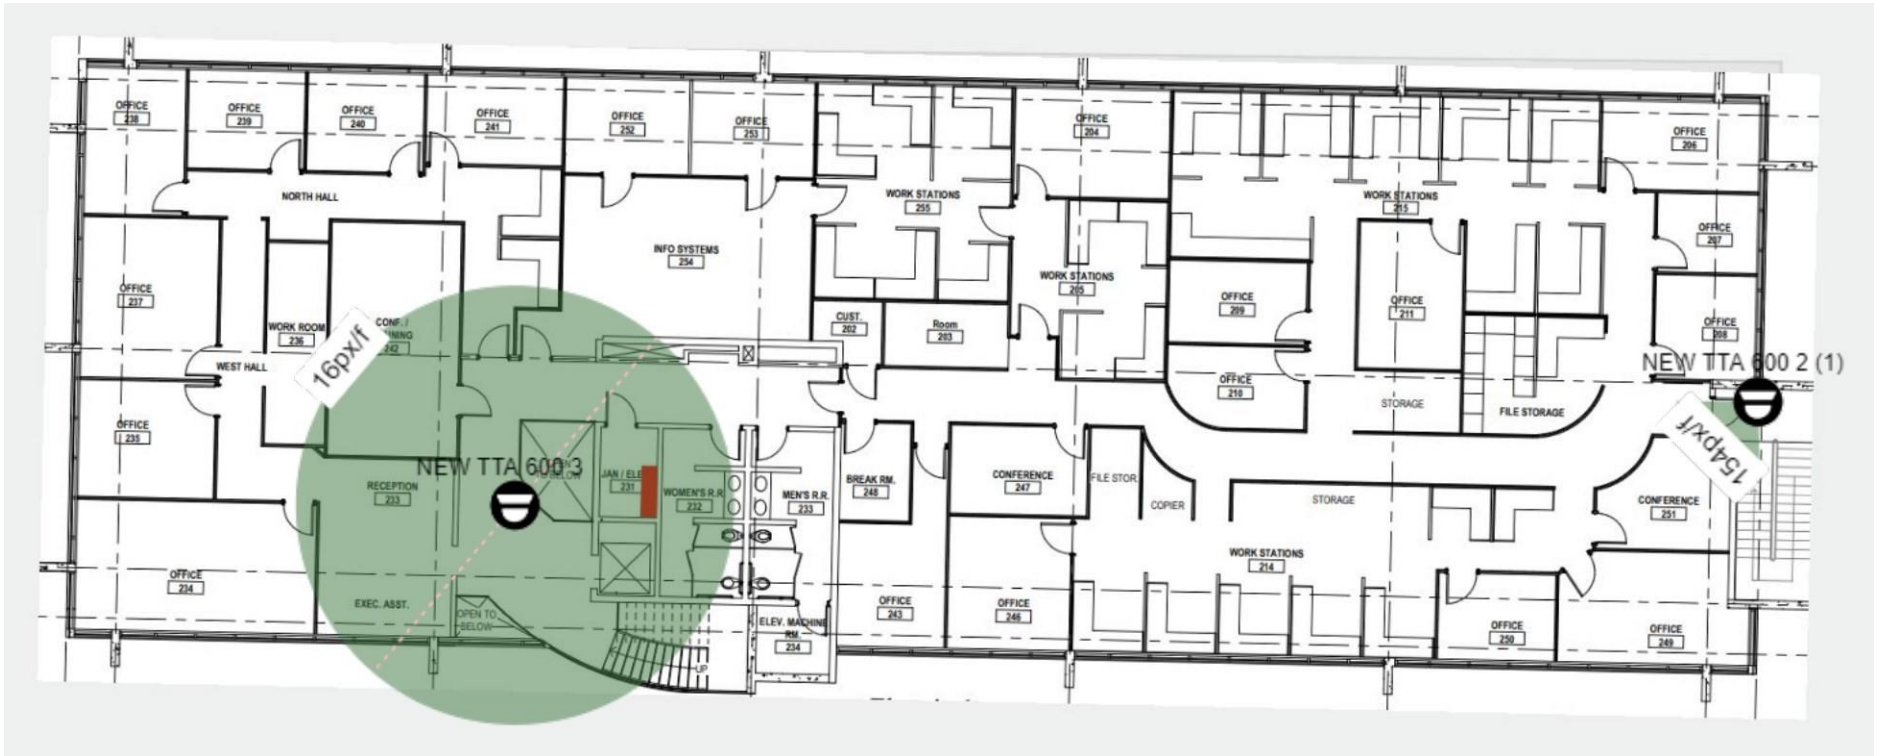 OFFICE
238
OFFICE
239
OFFICE
240
OFFICE
241
OFFICE
252
OFFICE
253
OFFICE
204
OFFICE
206
NORTH HALL
WORK STATIONS
255
WORK STATIONS
215
OFFICE
207
INFO SYSTEMS
254
WORK STATIONS
205
OFFICE
237
OFFICE
209
OFFICE
211
OFFICE
208
CUST.
202
Room
203
WORK ROOM
236
CONF. /
242
16px/f
WEST HALL
NEW TTA 600 2 (1)
OFFICE
210
STORAGE
FILE STORAGE
OFFICE
235
154px/f
NEW TTA 600 3
RECEPTION
233
TO BELOW
JAN / ELE
231
WOMEN'S R.R.
232
MEN'S R.R.
233
BREAK RM.
248
CONFERENCE
247
FILE STOR.
COPIER
STORAGE
CONFERENCE
251
WORK STATIONS
214
OFFICE
234
EXEC. ASST.
OPEN TO
BELOW
UP
ELEV. MACHINE
RM.
234
OFFICE
243
OFFICE
246
OFFICE
250
OFFICE
249